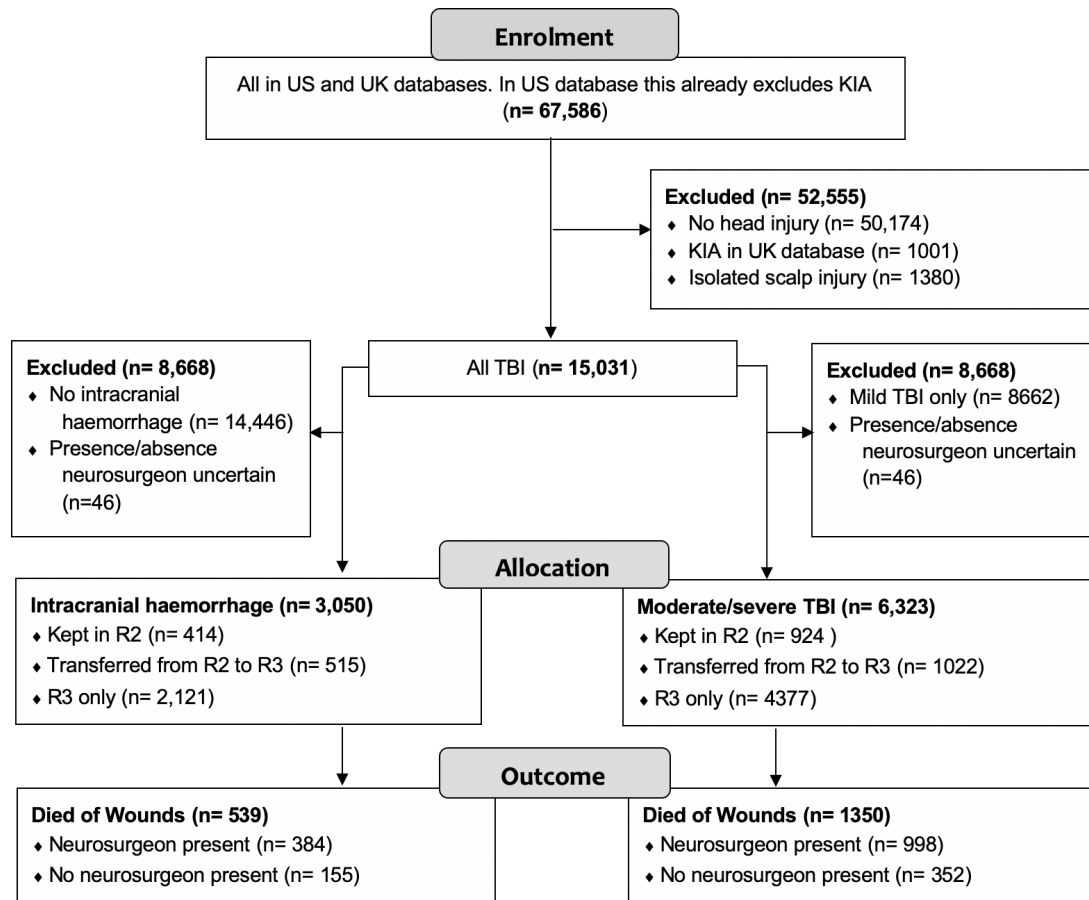 Enrolment
All in US and UK databases. In US database this already excludes KIA
(n= 67,586)
Excluded (n= 52,555)
♦ No head injury (n= 50,174)
♦ KIA in UK database (n= 1001)
♦ Isolated scalp injury (n= 1380)
Excluded (n= 8,668)
♦ No intracranial
haemorrhage (n= 14,446)
♦ Presence/absence
neurosurgeon uncertain
(n=46)
All TBI (n= 15,031)
Excluded (n= 8,668)
♦ Mild TBI only (n= 8662)
♦ Presence/absence
neurosurgeon uncertain
(n=46)
Allocation
Intracranial haemorrhage (n= 3,050)
♦ Kept in R2 (n= 414)
♦ Transferred from R2 to R3 (n= 515)
♦ R3 only (n= 2,121)
Moderate/severe TBI (n= 6,323)
♦ Kept in R2 (n= 924 )
♦ Transferred from R2 to R3 (n= 1022)
♦ R3 only (n= 4377)
Outcome
Died of Wounds (n= 539)
♦ Neurosurgeon present (n= 384)
♦ No neurosurgeon present (n= 155)
Died of Wounds (n= 1350)
♦ Neurosurgeon present (n= 998)
♦ No neurosurgeon present (n= 352)